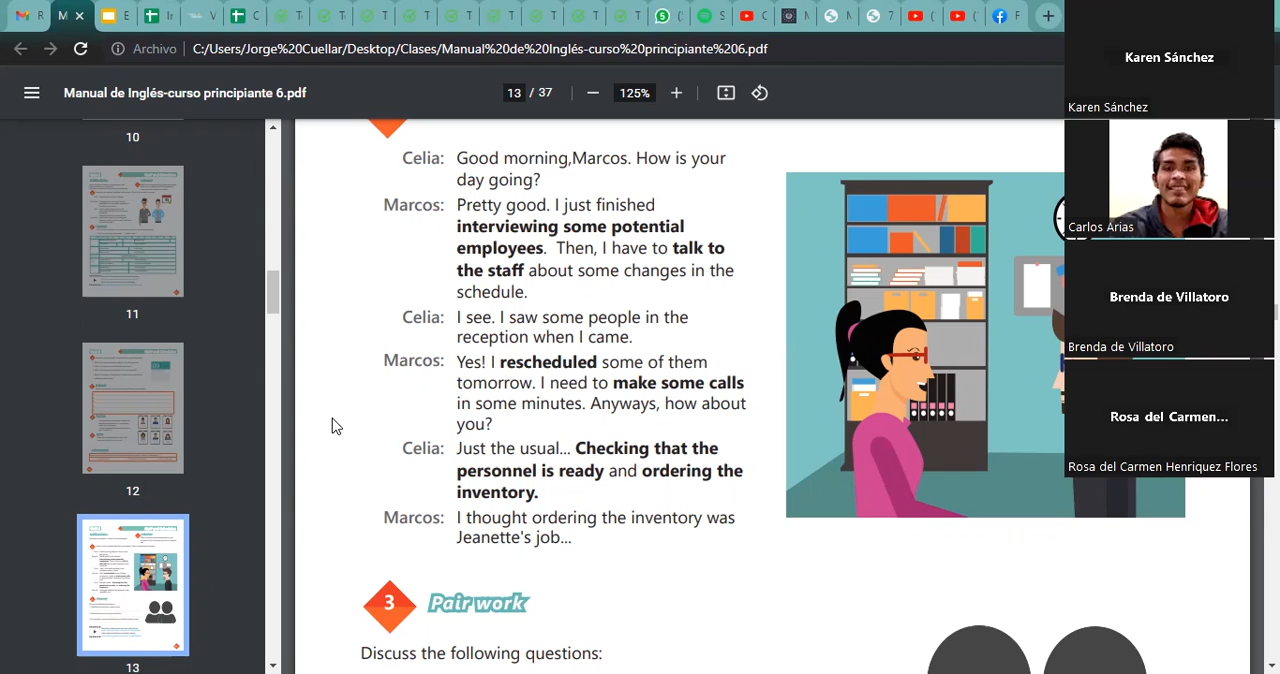 R
M
E
Ir
C
T
T
T
T
T
T
T
T
T
(
S
C
N
N
7
(
(
F
Archivo
C:/Users/Jorge%20Cuellar/Desktop/Clases/Manual%20de%20Inglés-curso%20principiante%206.pdf
Manual de Inglés-curso principiante 6.pdf
13 / 37
125%
10
11
12
13
Celia: Good morning,Marcos. How is your
day going?
Marcos: Pretty good. I just finished
interviewing some potential
employees. Then, I have to talk to
the staff about some changes in the
schedule.
Celia: I see. I saw some people in the
reception when I came.
Marcos: Yes! I rescheduled some of them
tomorrow. I need to make some calls
in some minutes. Anyways, how about
you?
Celia: Just the usual... Checking that the
personnel is ready and ordering the
inventory.
Marcos: I thought ordering the inventory was
Jeanette's job...
3 Pair work
Discuss the following questions:
Karen Sánchez
Karen Sánchez
Carlos Arias
Brenda de Villatoro
Brenda de Villatoro
Rosa del Carmen...
Rosa del Carmen Henriquez Flores